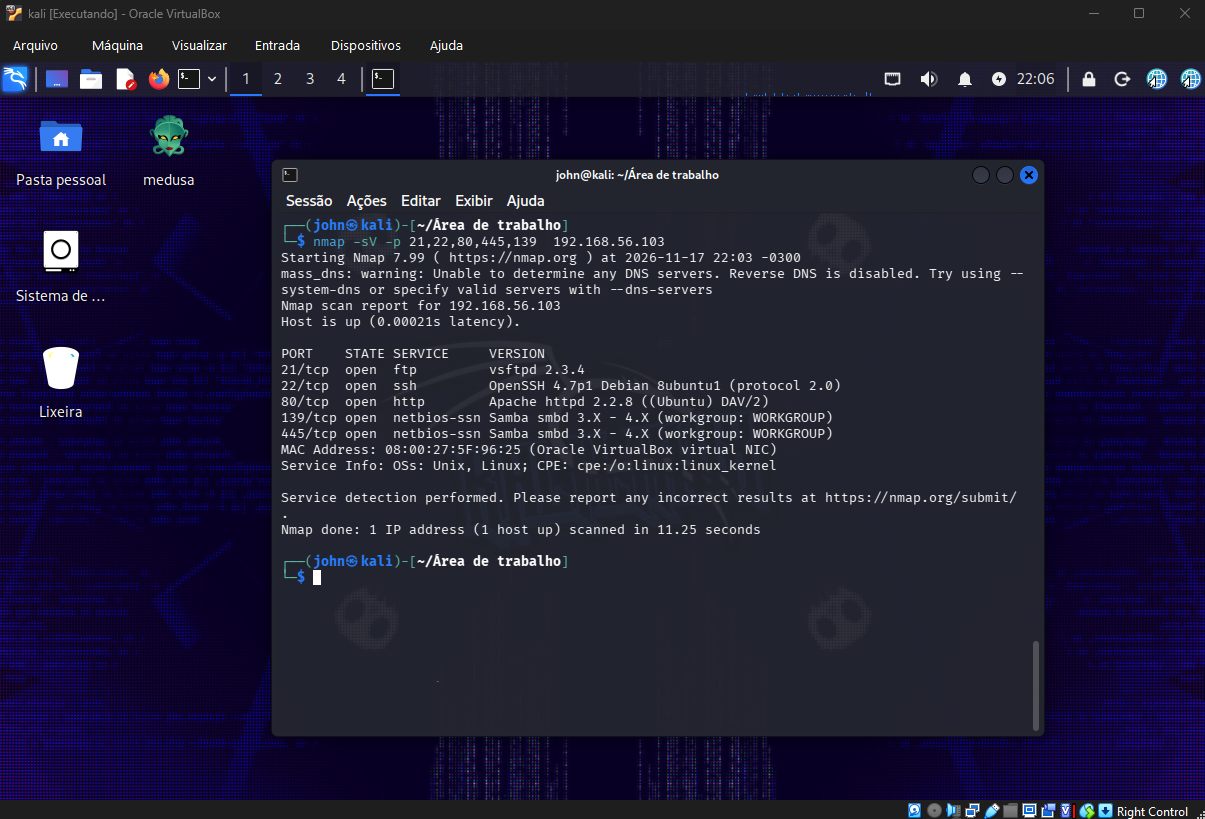 kali [Executando] - Oracle VirtualBox
Arquivo Máquina Visualizar Entrada Dispositivos Ajuda
1 2 3 4 22:06
Pasta pessoal
medusa
Sistema de ...
Lixeira
john@kali: ~/Área de trabalho
Sessão Ações Editar Exibir Ajuda
┌──(john㉿kali)-[~/Área de trabalho]
└─$ nmap -sV -p 21,22,80,445,139  192.168.56.103
Starting Nmap 7.99 ( https://nmap.org ) at 2026-11-17 22:03 -0300
mass_dns: warning: Unable to determine any DNS servers. Reverse DNS is disabled. Try using --
system-dns or specify valid servers with --dns-servers
Nmap scan report for 192.168.56.103
Host is up (0.00021s latency).
PORT    STATE SERVICE     VERSION
21/tcp  open  ftp         vsftpd 2.3.4
22/tcp  open  ssh         OpenSSH 4.7p1 Debian 8ubuntu1 (protocol 2.0)
80/tcp  open  http        Apache httpd 2.2.8 ((Ubuntu) DAV/2)
139/tcp open  netbios-ssn Samba smbd 3.X - 4.X (workgroup: WORKGROUP)
445/tcp open  netbios-ssn Samba smbd 3.X - 4.X (workgroup: WORKGROUP)
MAC Address: 08:00:27:5F:96:25 (Oracle VirtualBox virtual NIC)
Service Info: OSs: Unix, Linux; CPE: cpe:/o:linux:linux_kernel
Service detection performed. Please report any incorrect results at https://nmap.org/submit/
.
Nmap done: 1 IP address (1 host up) scanned in 11.25 seconds
┌──(john㉿kali)-[~/Área de trabalho]
└─$
Right Control